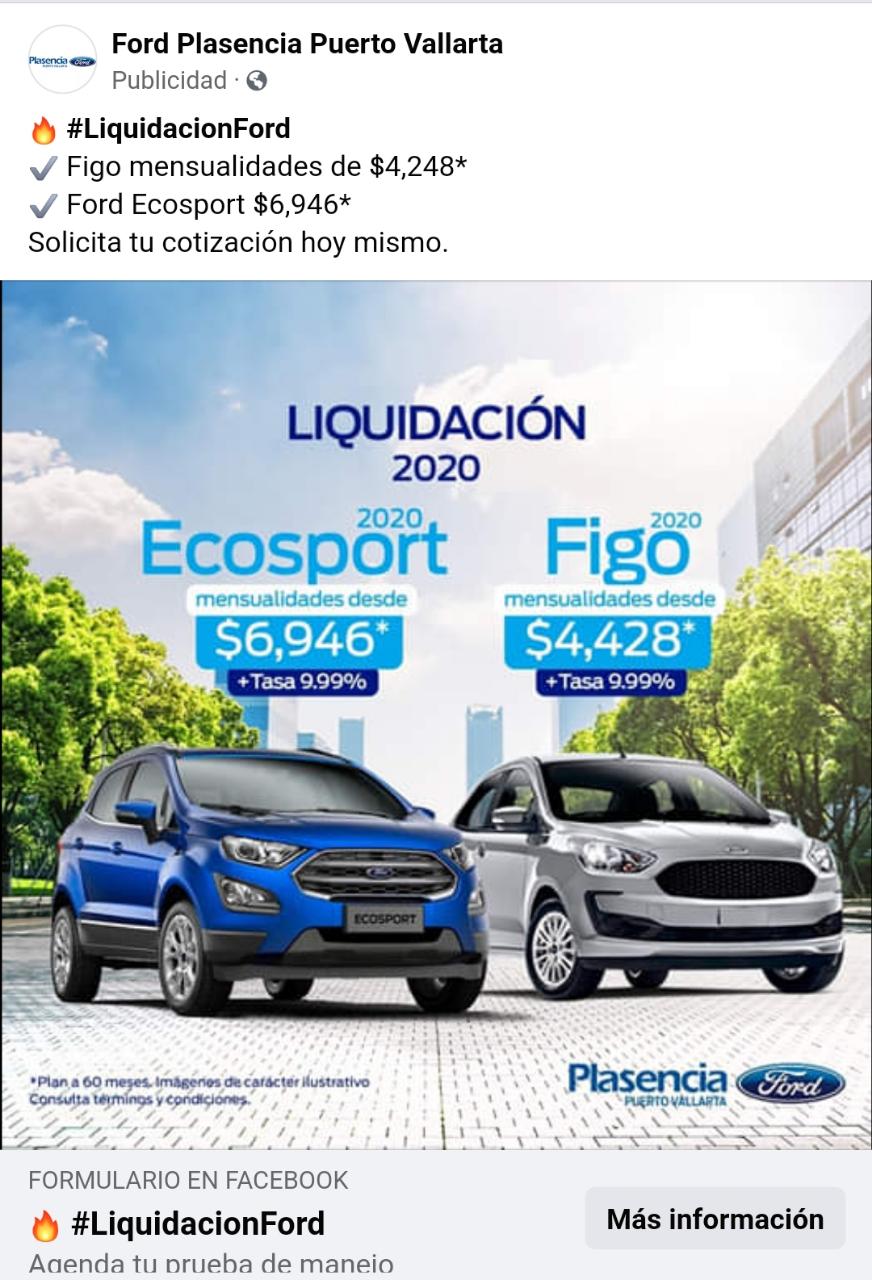 Plasencia Ford
Ford Plasencia Puerto Vallarta
Publicidad ·
🔥 #LiquidacionFord
✔ Figo mensualidades de $4,248*
✔ Ford Ecosport $6,946*
Solicita tu cotización hoy mismo.
LIQUIDACIÓN
2020
2020
Ecosport
mensualidades desde
$6,946*
+Tasa 9.99%
2020
Figo
mensualidades desde
$4,428*
+Tasa 9.99%
Ford
ECOSPORT
*Plan a 60 meses. Imágenes de carácter ilustrativo
Consulta términos y condiciones.
Plasencia Ford
PUERTO VALLARTA
FORMULARIO EN FACEBOOK
🔥 #LiquidacionFord
Más información
Agenda tu prueba de manejo